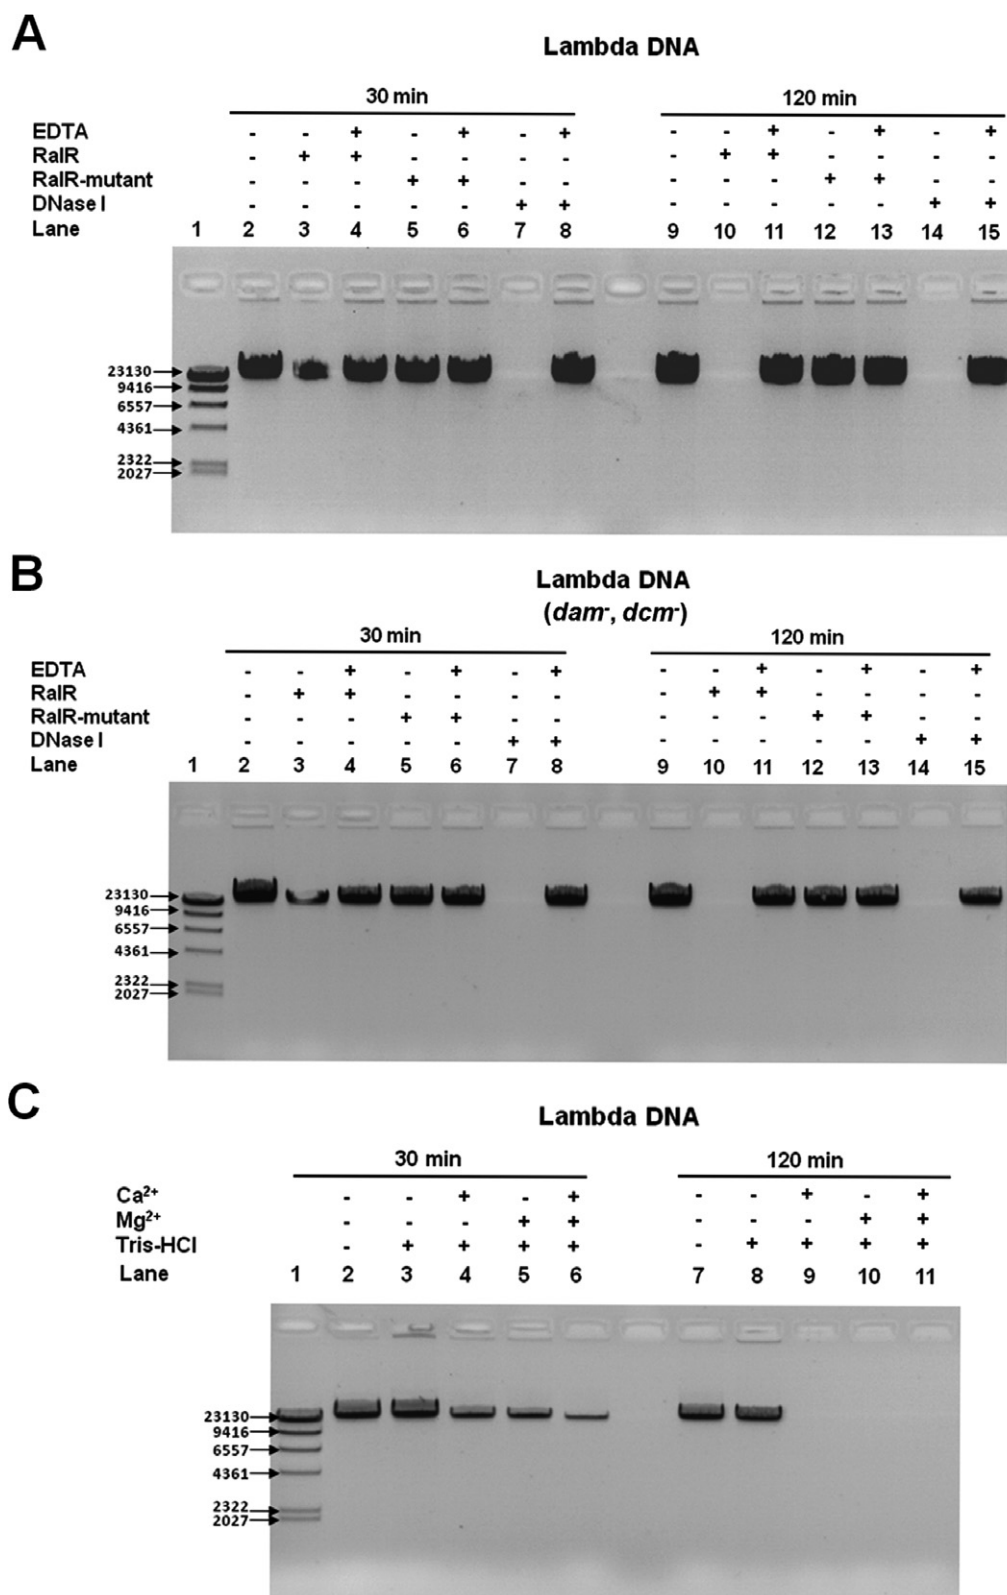 A
Lambda DNA
30 min 120 min
EDTA - - + - + - + - - + - + - +
RalR - + + - - - - - + + - - - -
RalR-mutant - - - + + - - - - - + + - -
DNase I - - - - - + + - - - - - + +
Lane 1 2 3 4 5 6 7 8 9 10 11 12 13 14 15
23130
9416
6557
4361
2322
2027
B
Lambda DNA
(dam-, dcm-)
30 min 120 min
EDTA - - + - + - + - - + - + - +
RalR - + + - - - - - + + - - - -
RalR-mutant - - - + + - - - - - + + - -
DNase I - - - - - + + - - - - - + +
Lane 1 2 3 4 5 6 7 8 9 10 11 12 13 14 15
23130
9416
6557
4361
2322
2027
C
Lambda DNA
30 min 120 min
Ca²⁺ - - + - + - - + - +
Mg²⁺ - - - + + - - - + +
Tris-HCl - + + + + - + + + +
Lane 1 2 3 4 5 6 7 8 9 10 11
23130
9416
6557
4361
2322
2027